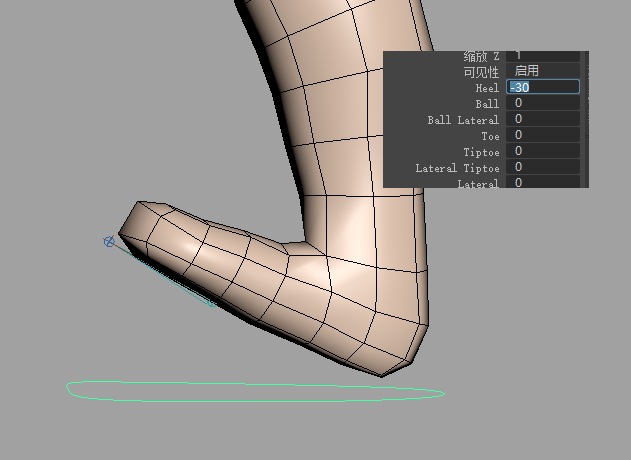 缩放 Z 1
可见性 启用
Heel -30
Ball 0
Ball Lateral 0
Toe 0
Tiptoe 0
Lateral Tiptoe 0
Lateral 0